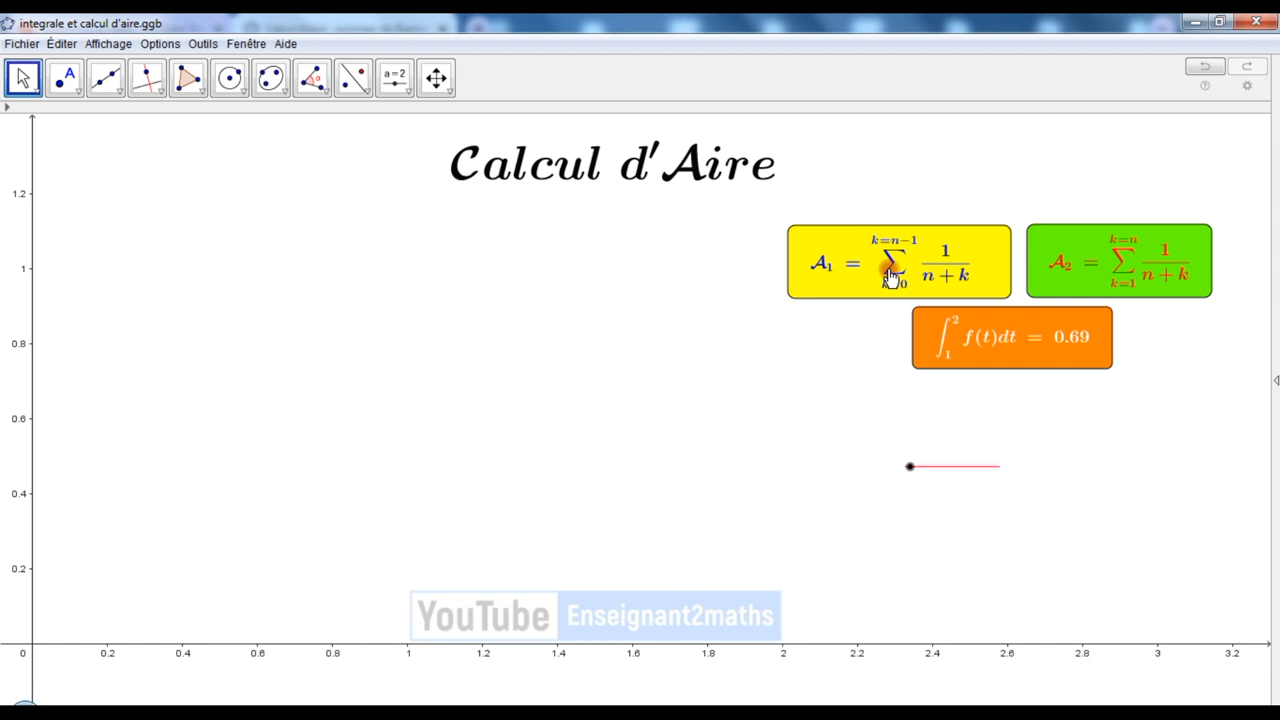 integrale et calcul d'aire.ggb
Fichier Éditer Affichage Options Outils Fenêtre Aide
A
α
a=2
Calcul d'Aire
1.2
1
0.8
0.6
0.4
0.2
A₁ = ∑ k=n−1 k=0 1/(n+k)
A₂ = ∑ k=n k=1 1/(n+k)
∫₁² f(t)dt = 0.69
YouTube Enseignant2maths
0 0.2 0.4 0.6 0.8 1 1.2 1.4 1.6 1.8 2 2.2 2.4 2.6 2.8 3 3.2